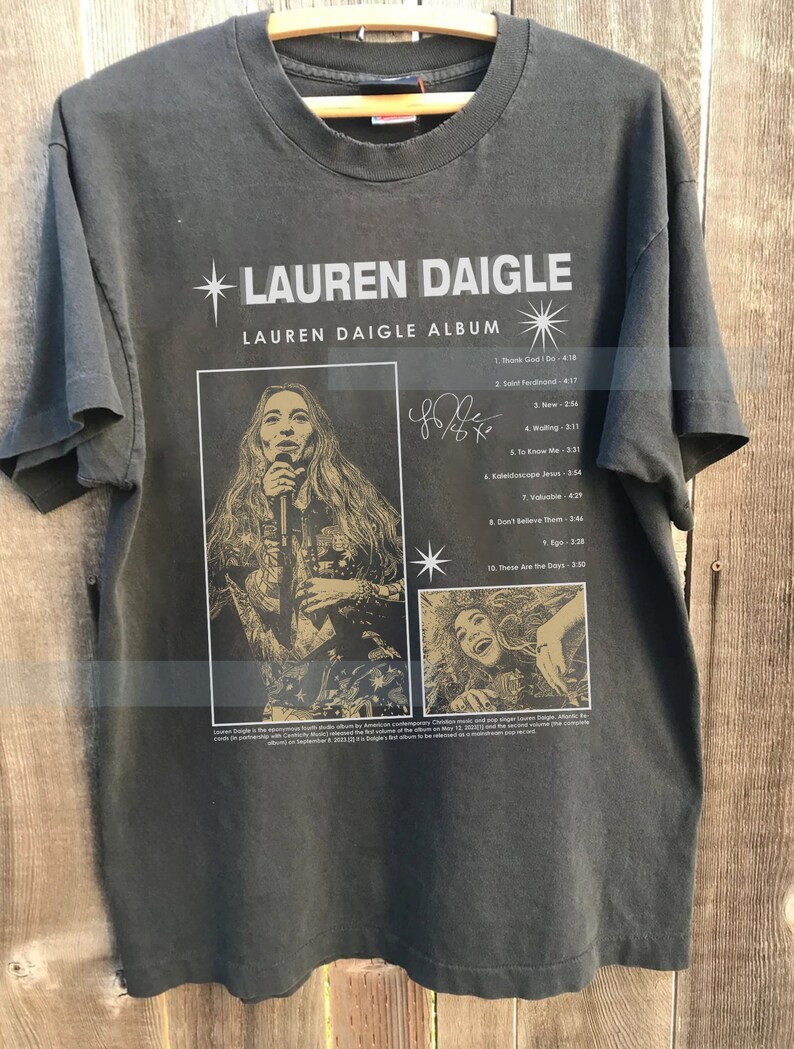 LAUREN DAIGLE
LAUREN DAIGLE ALBUM
1. Thank God I Do - 4:18
2. Saint Ferdinand - 4:17
3. New - 2:56
4. Waiting - 3:11
5. To Know Me - 3:31
6. Kaleidoscope Jesus - 3:54
7. Valuable - 4:29
8. Don't Believe Them - 3:46
9. Ego - 3:28
10. These Are the Days - 3:50
Lauren Daigle is the eponymous fourth studio album by American contemporary Christian music and pop singer Lauren Daigle. Atlantic Re-
cords (in partnership with Centricity Music) released the first volume of the album on May 12, 2023[1] and the second volume (the complete
album) on September 8, 2023.[2] It is Daigle's first album to be released as a mainstream pop record.